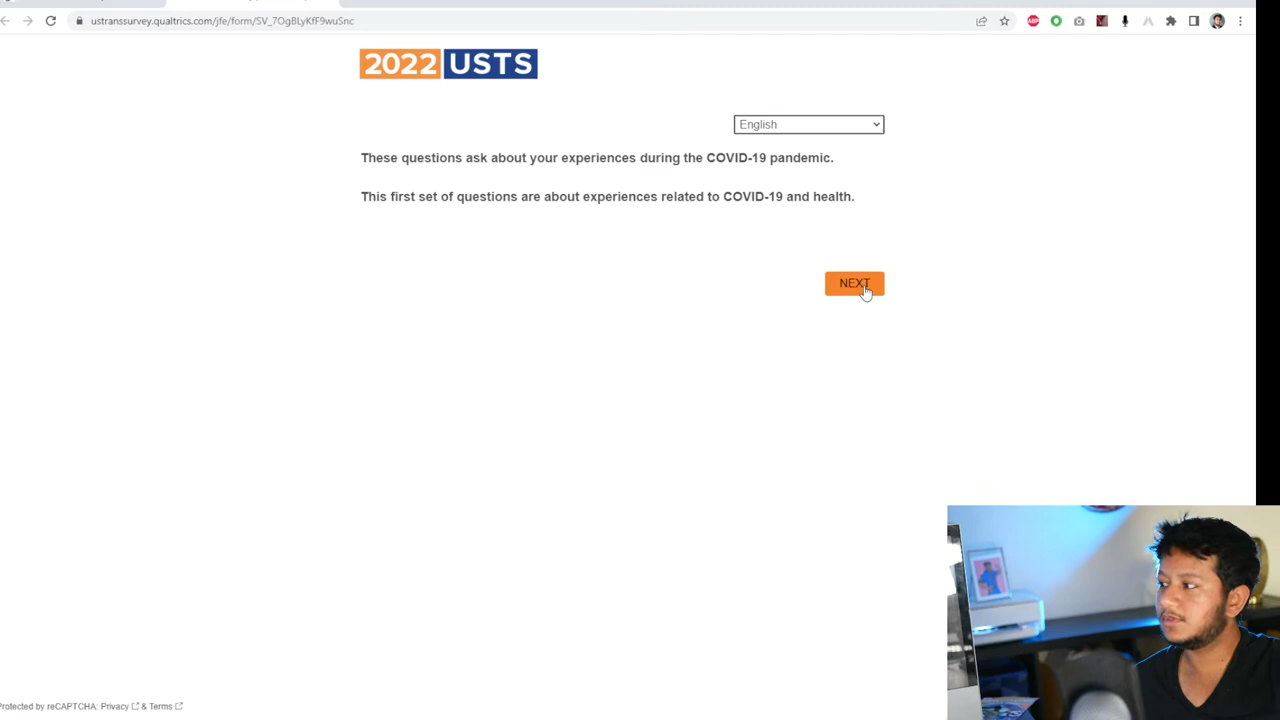 ustranssurvey.qualtrics.com/jfe/form/SV_7OgBLyKfF9wuSnc
ABP
2022 USTS
English
These questions ask about your experiences during the COVID-19 pandemic.
This first set of questions are about experiences related to COVID-19 and health.
NEXT
Protected by reCAPTCHA: Privacy & Terms